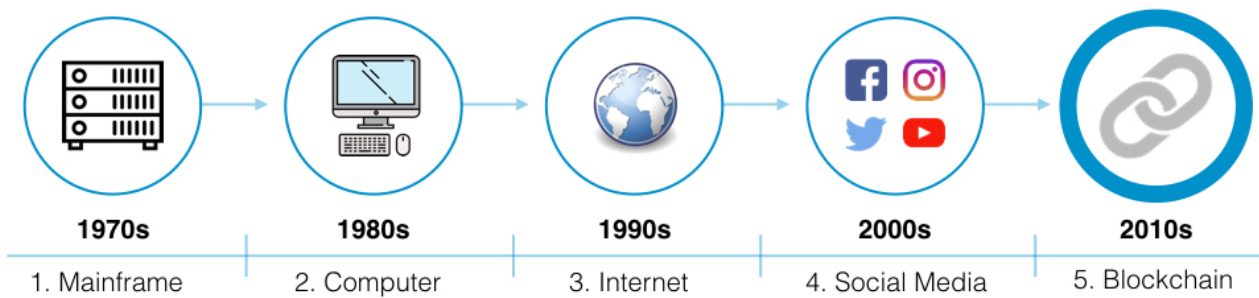 1970s
1980s
1990s
2000s
2010s
1. Mainframe
2. Computer
3. Internet
4. Social Media
5. Blockchain